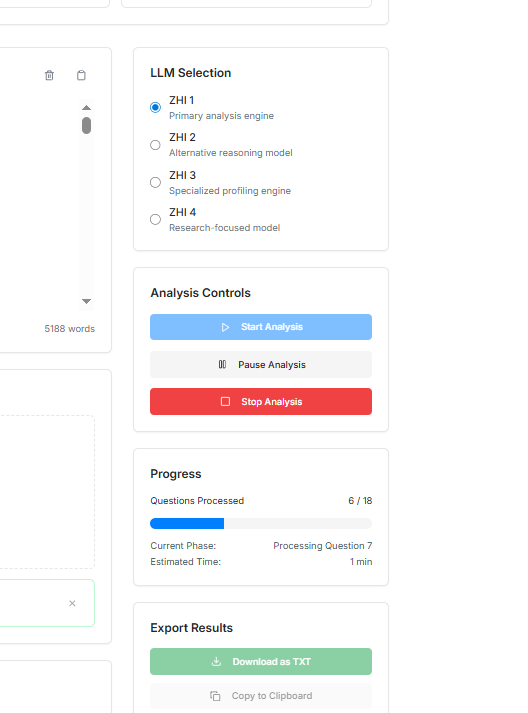 LLM Selection
ZHI 1
Primary analysis engine
ZHI 2
Alternative reasoning model
ZHI 3
Specialized profiling engine
ZHI 4
Research-focused model
5188 words
Analysis Controls
Start Analysis
Pause Analysis
Stop Analysis
Progress
Questions Processed 6 / 18
Current Phase: Processing Question 7
Estimated Time: 1 min
Export Results
Download as TXT
Copy to Clipboard